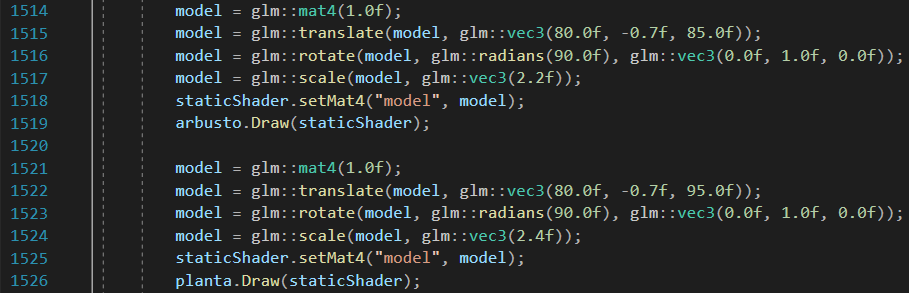 1514 model = glm::mat4(1.0f);
1515 model = glm::translate(model, glm::vec3(80.0f, -0.7f, 85.0f));
1516 model = glm::rotate(model, glm::radians(90.0f), glm::vec3(0.0f, 1.0f, 0.0f));
1517 model = glm::scale(model, glm::vec3(2.2f));
1518 staticShader.setMat4("model", model);
1519 arbusto.Draw(staticShader);
1520
1521 model = glm::mat4(1.0f);
1522 model = glm::translate(model, glm::vec3(80.0f, -0.7f, 95.0f));
1523 model = glm::rotate(model, glm::radians(90.0f), glm::vec3(0.0f, 1.0f, 0.0f));
1524 model = glm::scale(model, glm::vec3(2.4f));
1525 staticShader.setMat4("model", model);
1526 planta.Draw(staticShader);